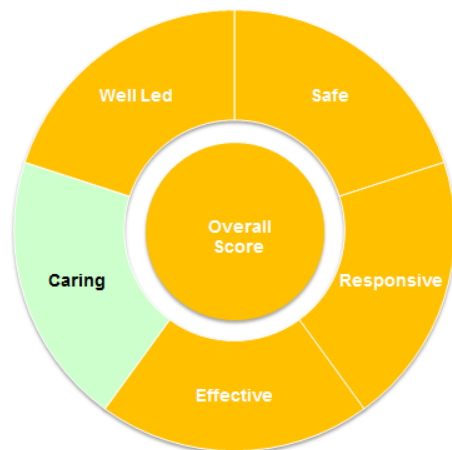 Well Led
Safe
Overall
Score
Caring
Responsive
Effective